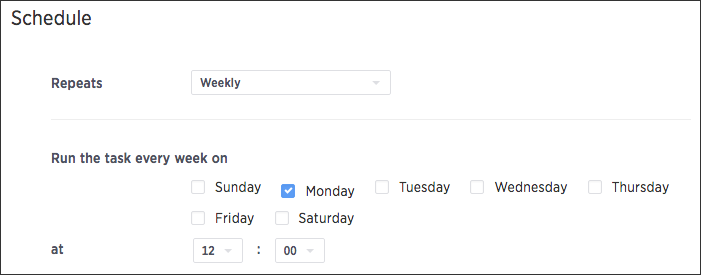 Schedule
Repeats Weekly
Run the task every week on
Sunday Monday Tuesday Wednesday Thursday
Friday Saturday
at 12 : 00